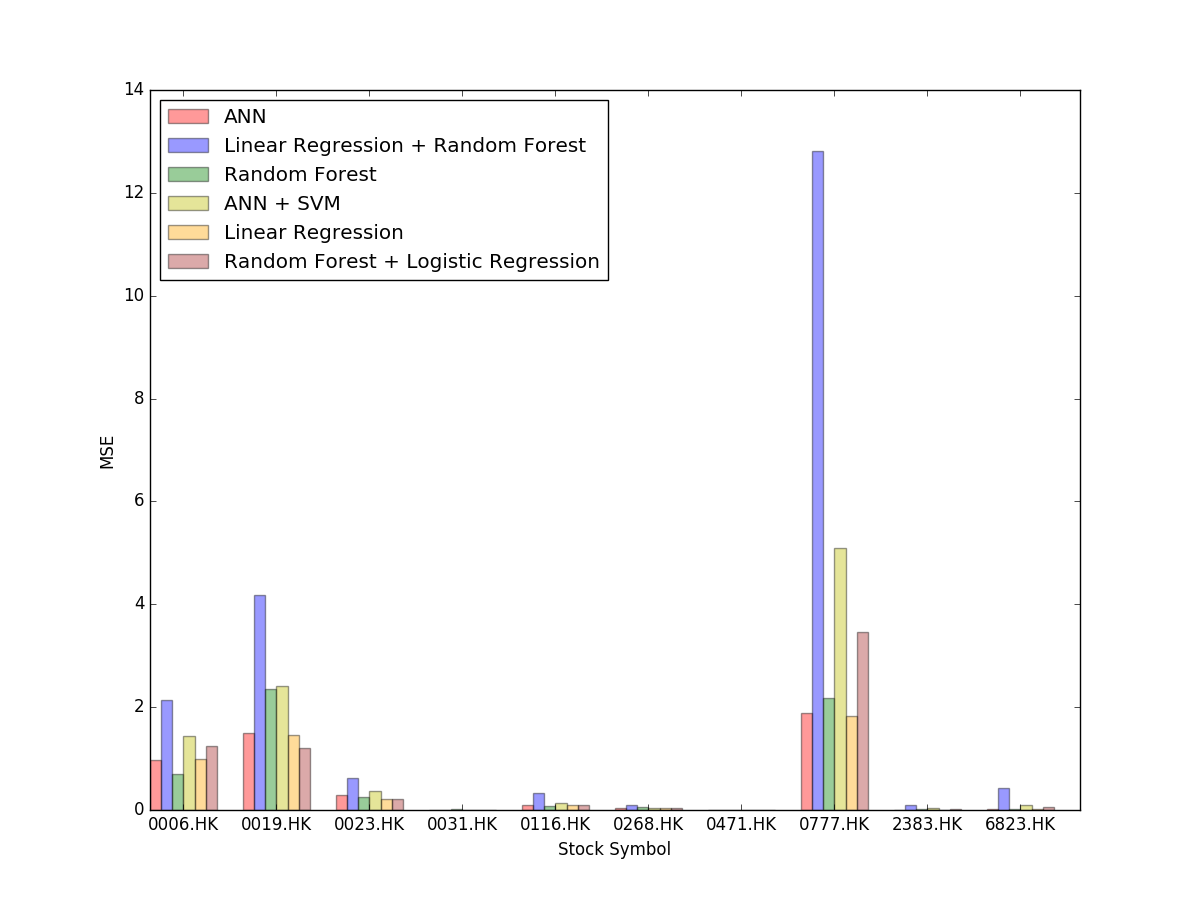 14
12
10
8
6
4
2
0
MSE
ANN
Linear Regression + Random Forest
Random Forest
ANN + SVM
Linear Regression
Random Forest + Logistic Regression
0006.HK 0019.HK 0023.HK 0031.HK 0116.HK 0268.HK 0471.HK 0777.HK 2383.HK 6823.HK
Stock Symbol